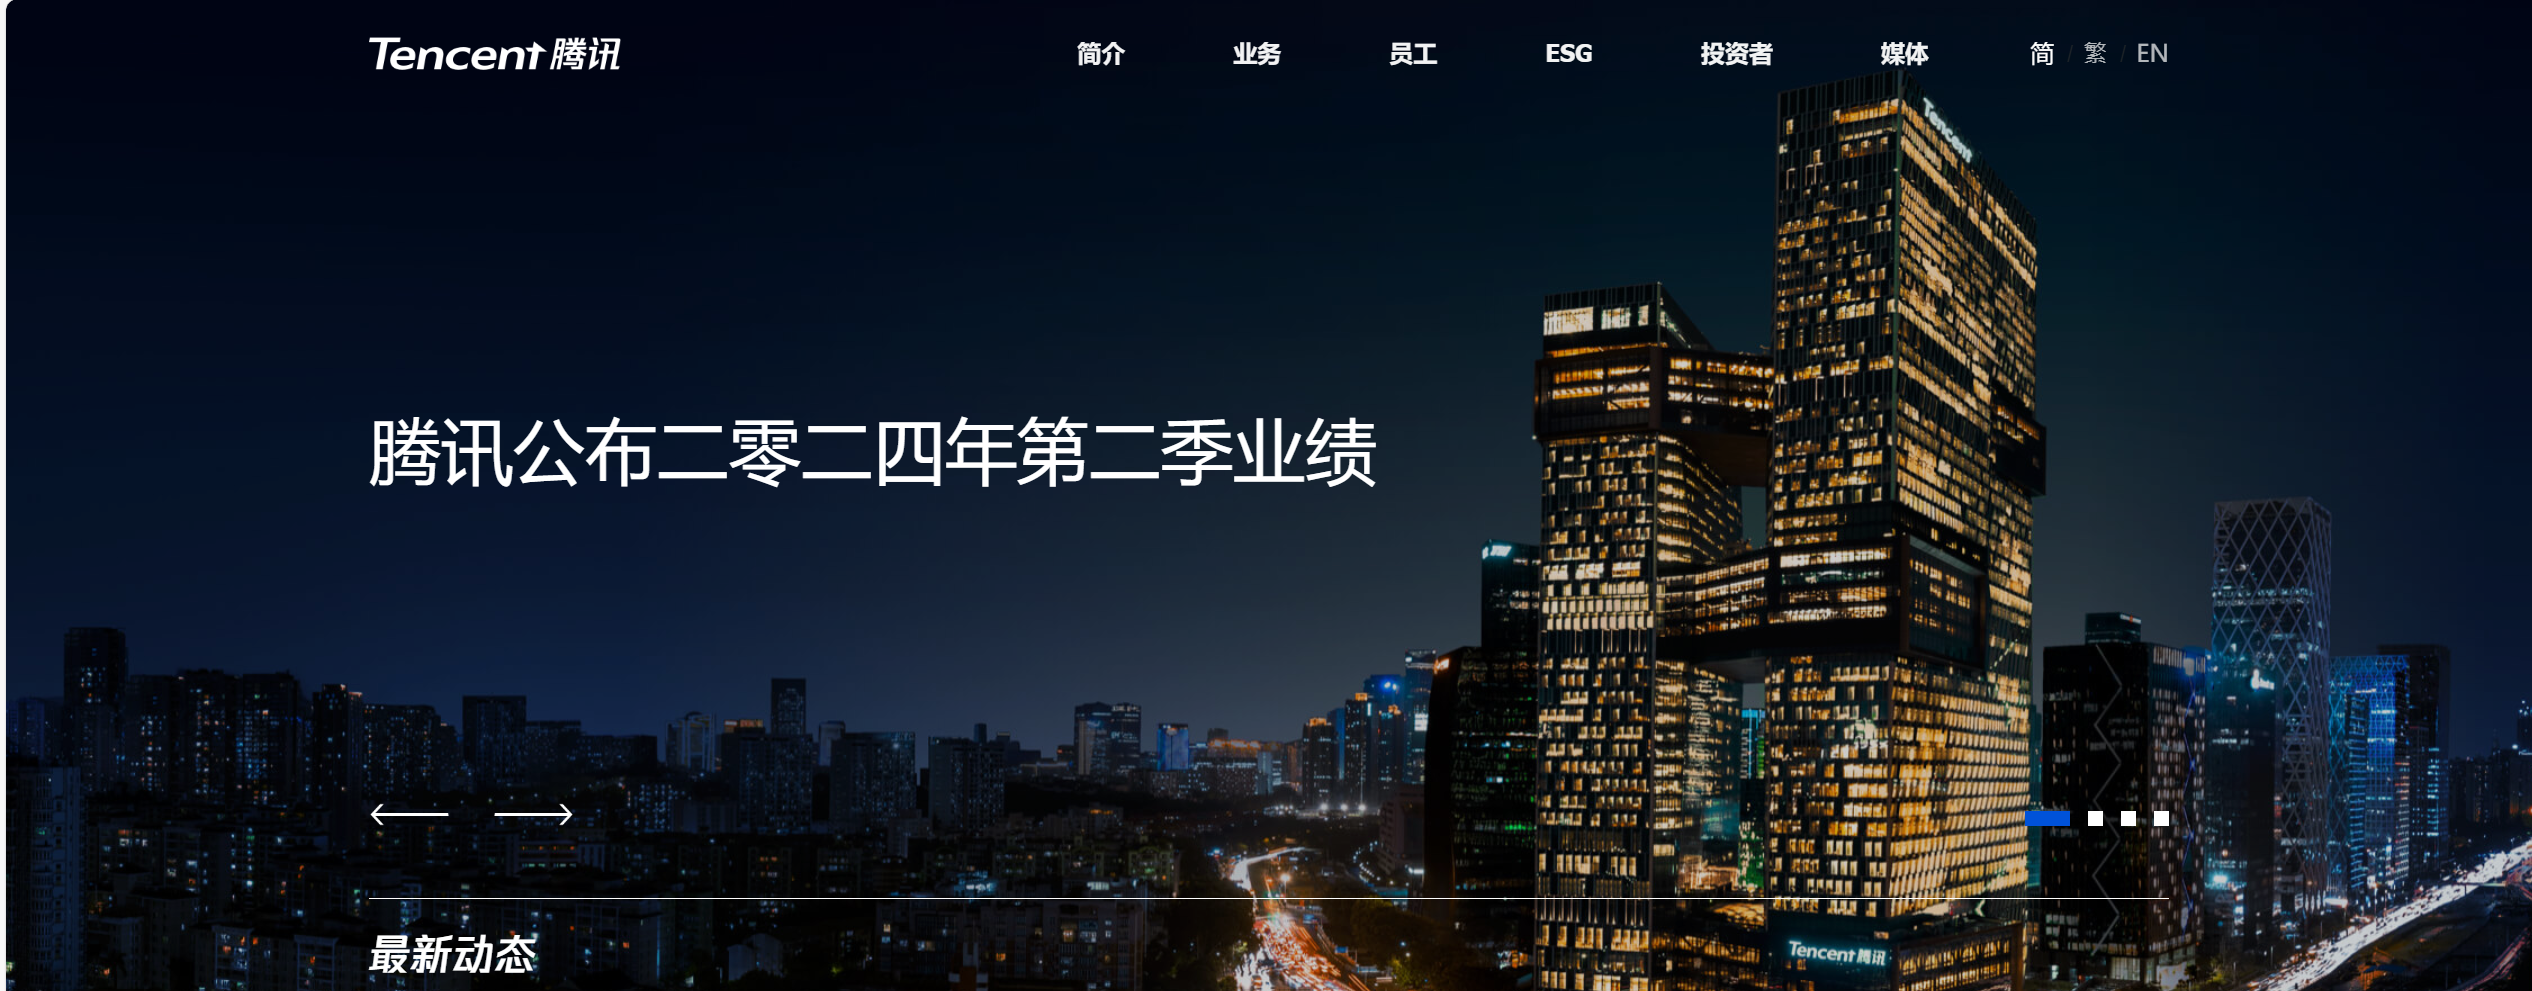 Tencent 腾讯
简介 业务 员工 ESG 投资者 媒体 简 / 繁 / EN
Tencent
腾讯公布二零二四年第二季业绩
最新动态
Tencent 腾讯